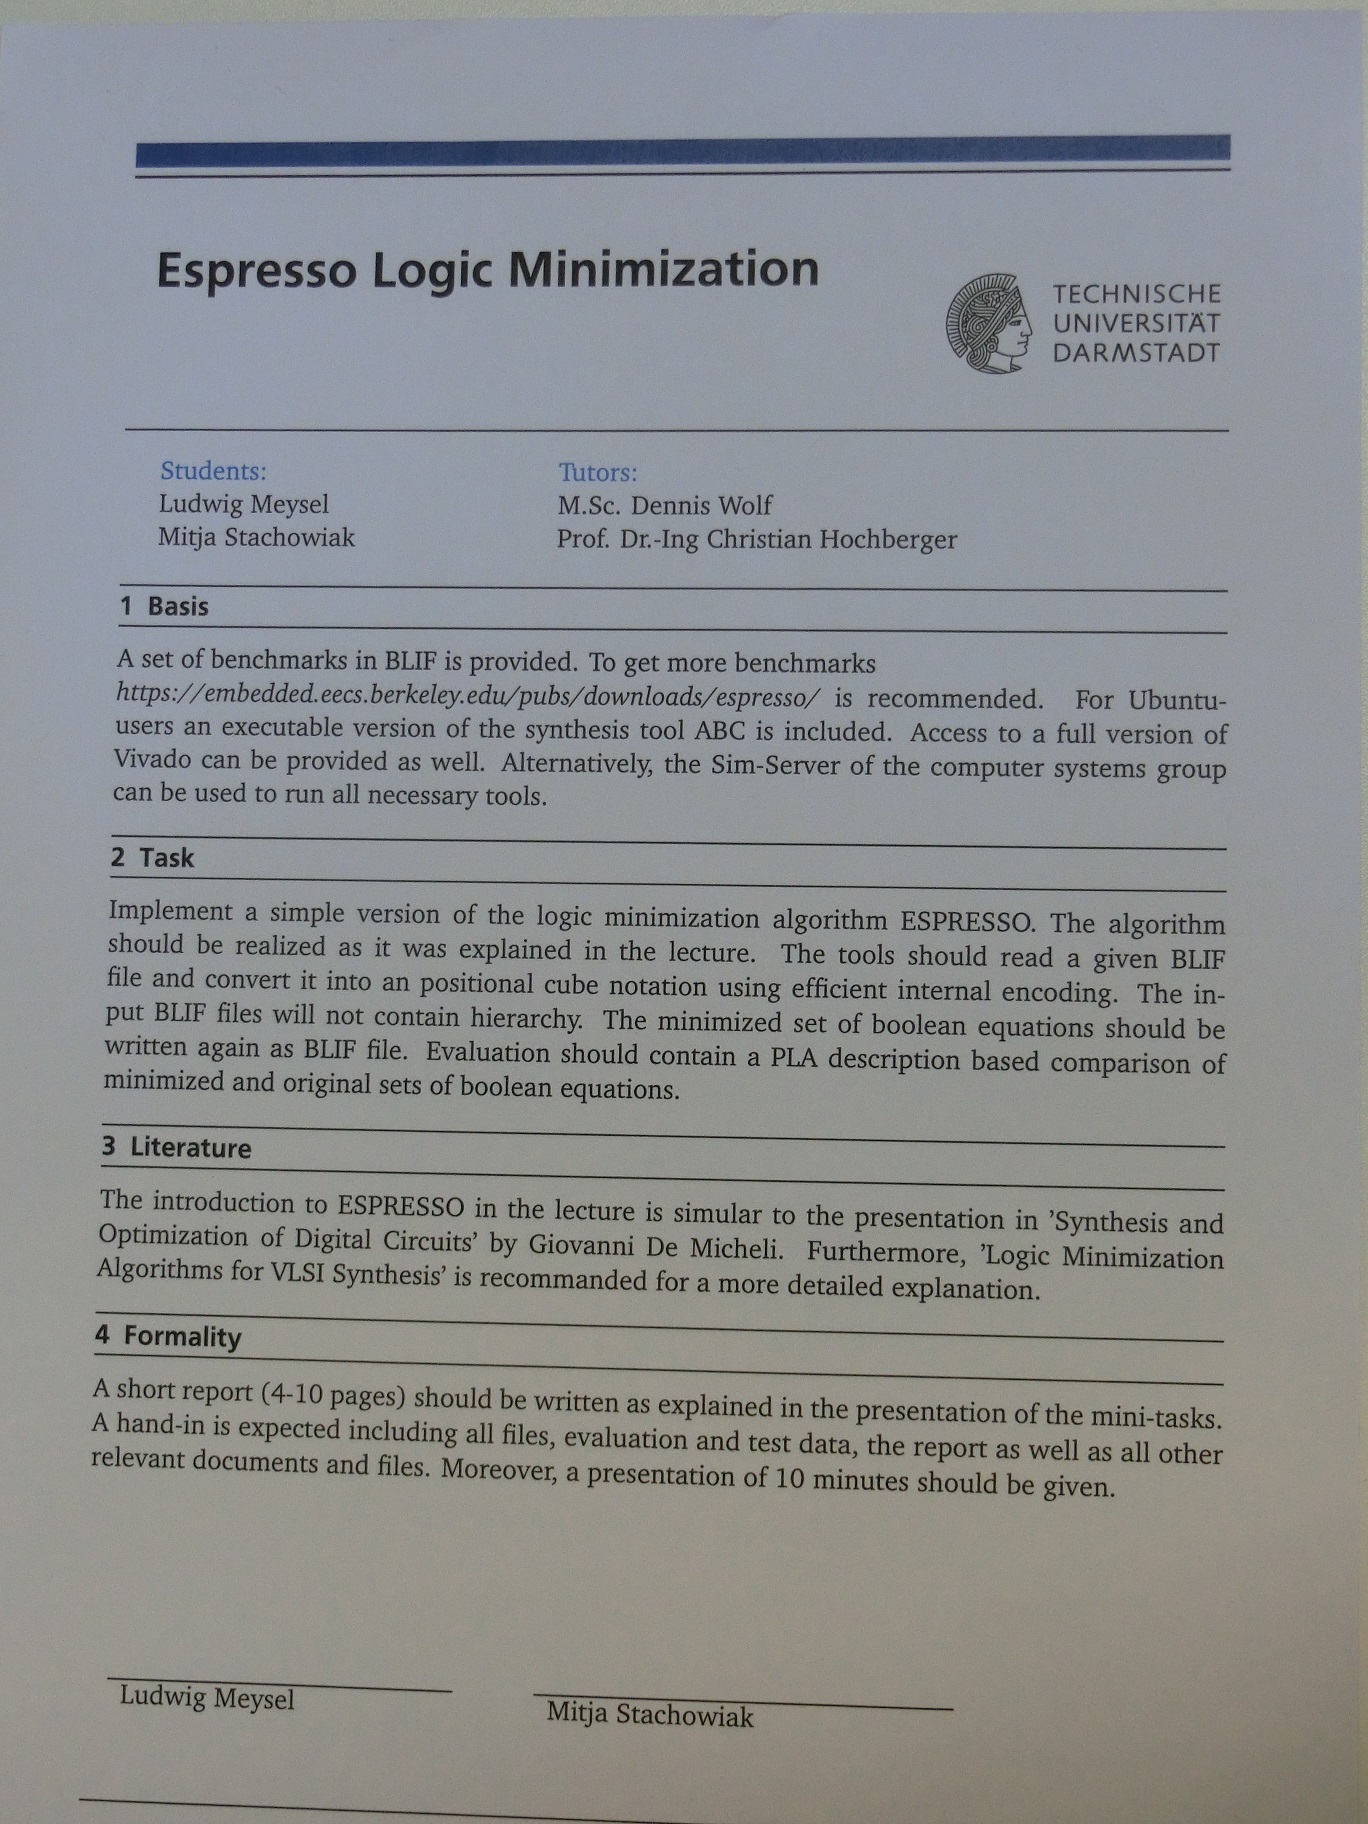 Espresso Logic Minimization
TECHNISCHE
UNIVERSITÄT
DARMSTADT
Students:
Ludwig Meysel
Mitja Stachowiak
Tutors:
M.Sc. Dennis Wolf
Prof. Dr.-Ing Christian Hochberger
1 Basis
A set of benchmarks in BLIF is provided. To get more benchmarks
https://embedded.eecs.berkeley.edu/pubs/downloads/espresso/ is recommended. For Ubuntu-
users an executable version of the synthesis tool ABC is included. Access to a full version of
Vivado can be provided as well. Alternatively, the Sim-Server of the computer systems group
can be used to run all necessary tools.
2 Task
Implement a simple version of the logic minimization algorithm ESPRESSO. The algorithm
should be realized as it was explained in the lecture. The tools should read a given BLIF
file and convert it into an positional cube notation using efficient internal encoding. The in-
put BLIF files will not contain hierarchy. The minimized set of boolean equations should be
written again as BLIF file. Evaluation should contain a PLA description based comparison of
minimized and original sets of boolean equations.
3 Literature
The introduction to ESPRESSO in the lecture is simular to the presentation in 'Synthesis and
Optimization of Digital Circuits' by Giovanni De Micheli. Furthermore, 'Logic Minimization
Algorithms for VLSI Synthesis' is recommanded for a more detailed explanation.
4 Formality
A short report (4-10 pages) should be written as explained in the presentation of the mini-tasks.
A hand-in is expected including all files, evaluation and test data, the report as well as all other
relevant documents and files. Moreover, a presentation of 10 minutes should be given.
Ludwig Meysel
Mitja Stachowiak